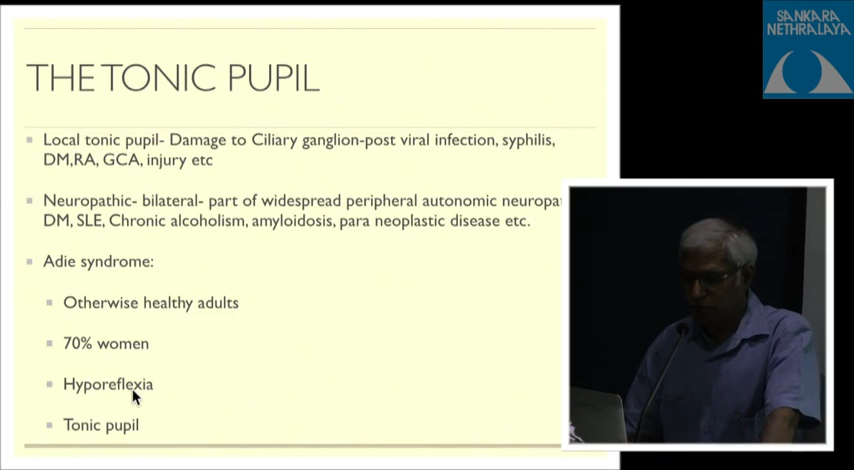 SANKARA
NETHRALAYA
THE TONIC PUPIL
Local tonic pupil- Damage to Ciliary ganglion-post viral infection, syphilis,
DM,RA, GCA, injury etc
Neuropathic- bilateral- part of widespread peripheral autonomic
DM, SLE, Chronic alcoholism, amyloidosis, para neoplastic disease etc.
Adie syndrome:
Otherwise healthy adults
70% women
Hyporeflexia
Tonic pupil